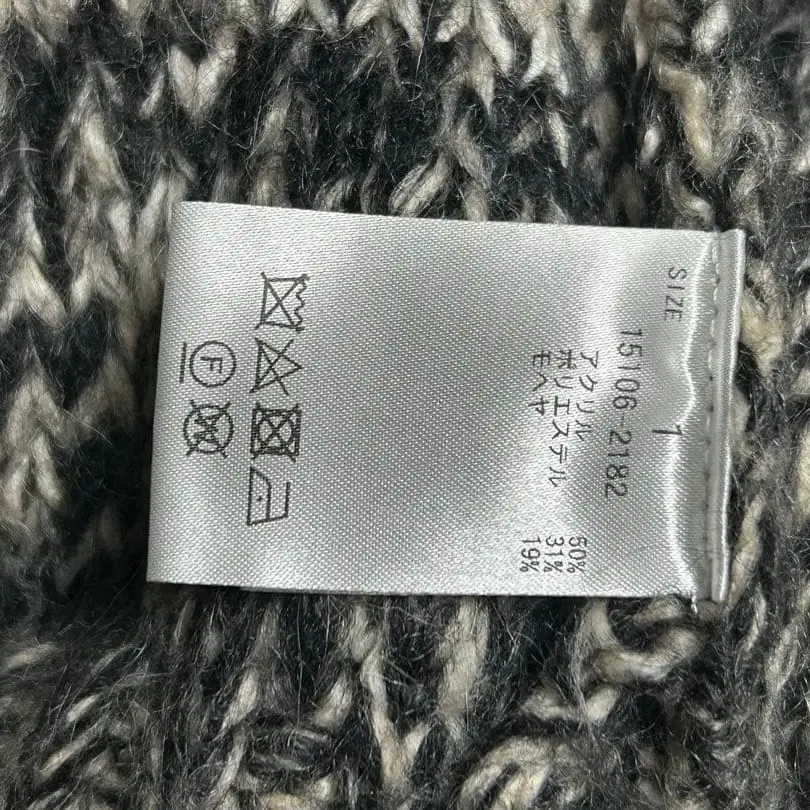 SIZE 1
15106-2182
アクリル 50%
ポリエステル 31%
モヘヤ 19%
F
W